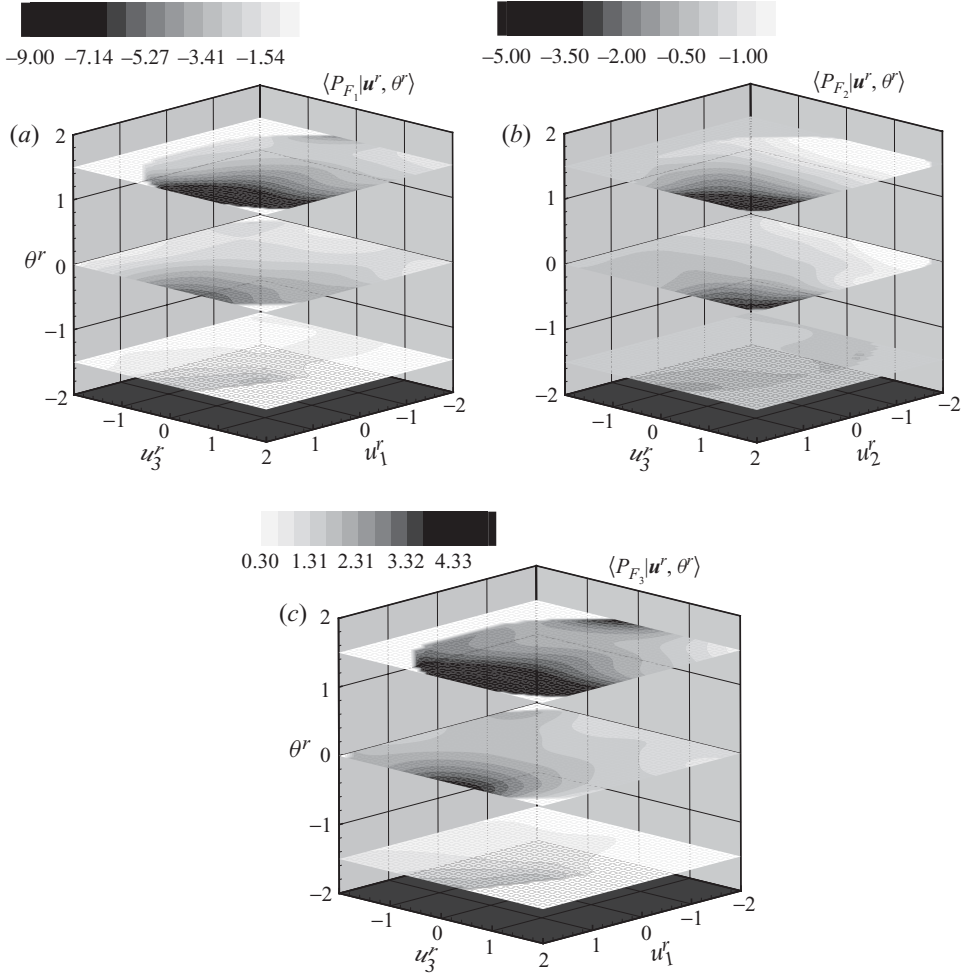 −9.00 −7.14 −5.27 −3.41 −1.54
⟨P_{F_1}|u^r, θ^r⟩
(a)
2
1
θ^r 0
−1
−2
−1 0 1 2
u_3^r
1 0 −1 −2
u_1^r
−5.00 −3.50 −2.00 −0.50 −1.00
⟨P_{F_2}|u^r, θ^r⟩
(b)
2
1
0
−1
−2
−1 0 1 2
u_3^r
1 0 −1 −2
u_2^r
0.30 1.31 2.31 3.32 4.33
⟨P_{F_3}|u^r, θ^r⟩
(c)
2
1
θ^r 0
−1
−2
−1 0 1 2
u_3^r
1 0 −1 −2
u_1^r